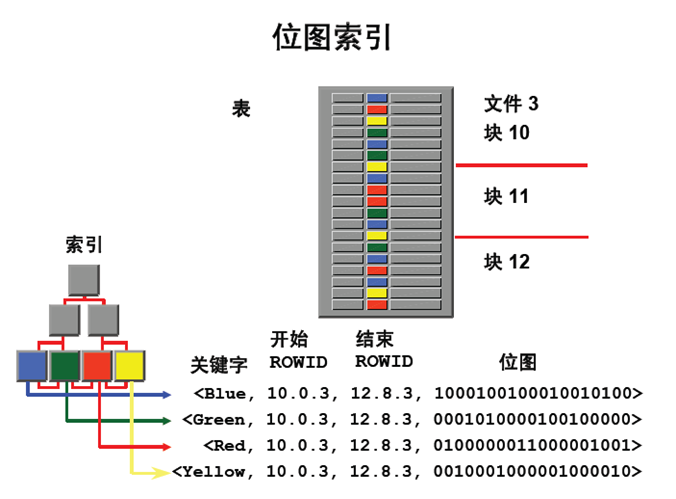 位图索引
表
文件 3
块 10
块 11
块 12
索引
关键字 开始 ROWID 结束 ROWID 位图
<Blue, 10.0.3, 12.8.3, 1000100100010010100>
<Green, 10.0.3, 12.8.3, 0001010000100100000>
<Red, 10.0.3, 12.8.3, 0100000011000001001>
<Yellow, 10.0.3, 12.8.3, 0010001000001000010>